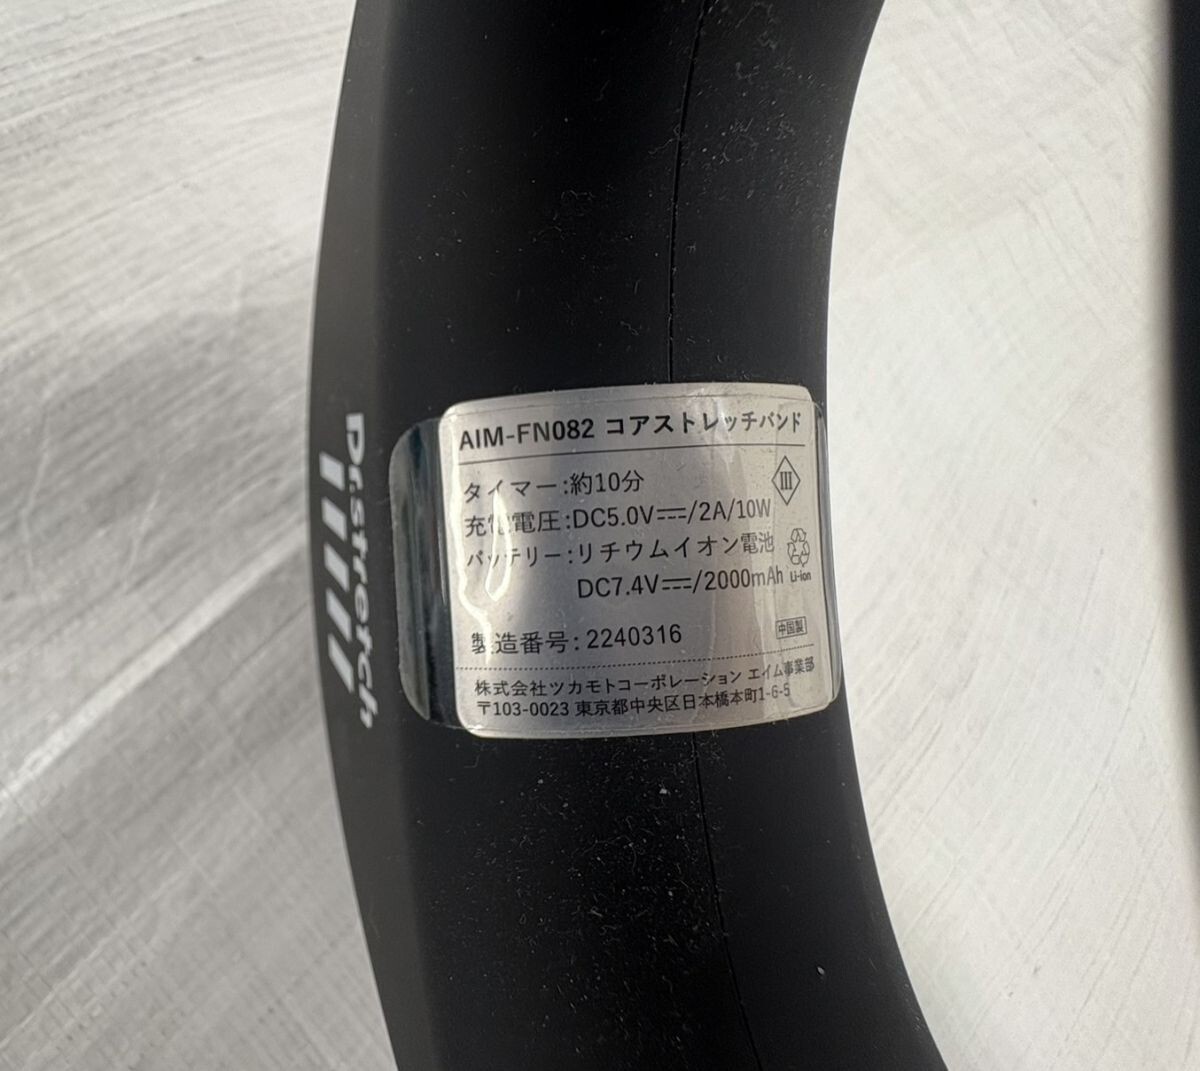 AIM-FN082 コアストレッチバンド
タイマー:約10分
III
充電電圧:DC5.0V⎓/2A/10W
バッテリー:リチウムイオン電池
DC7.4V⎓/2000mAh
Li-ion
製造番号:2240316
中国製
株式会社ツカモトコーポレーション エイム事業部
〒103-0023 東京都中央区日本橋本町1-6-5
Dr.stretch